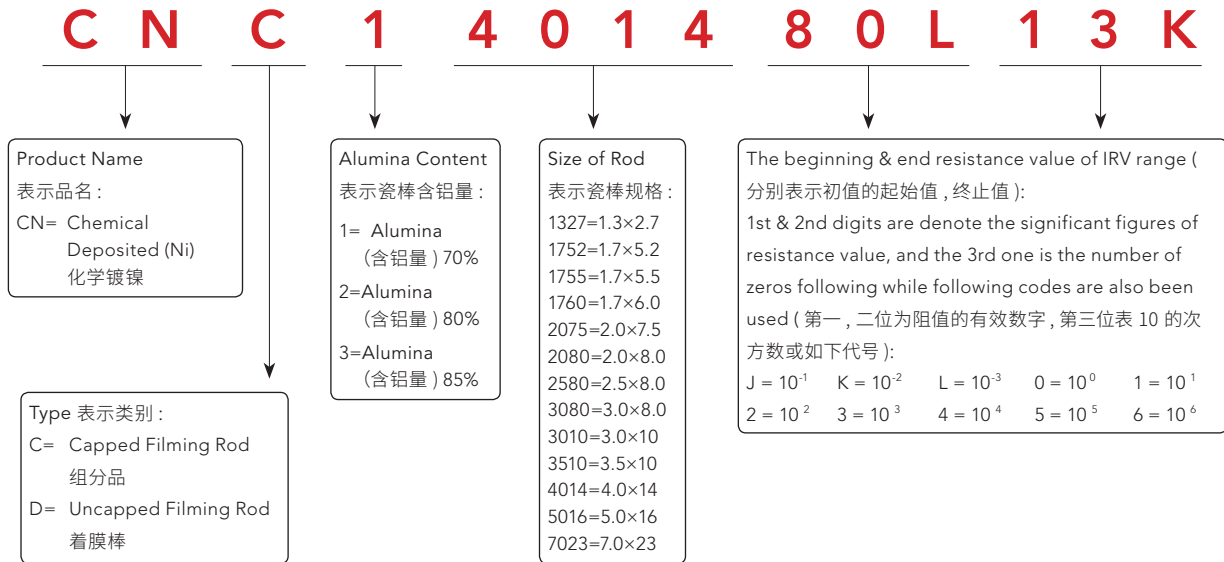 C N C 1 4 0 1 4 8 0 L 1 3 K
Product Name
表示品名 :
CN= Chemical
Deposited (Ni)
化学镀镍
Type 表示类别 :
C= Capped Filming Rod
组分品
D= Uncapped Filming Rod
着膜棒
Alumina Content
表示瓷棒含铝量 :
1= Alumina
(含铝量 ) 70%
2=Alumina
(含铝量 ) 80%
3=Alumina
(含铝量 ) 85%
Size of Rod
表示瓷棒规格 :
1327=1.3×2.7
1752=1.7×5.2
1755=1.7×5.5
1760=1.7×6.0
2075=2.0×7.5
2080=2.0×8.0
2580=2.5×8.0
3080=3.0×8.0
3010=3.0×10
3510=3.5×10
4014=4.0×14
5016=5.0×16
7023=7.0×23
The beginning & end resistance value of IRV range (
分别表示初值的起始值 , 终止值 ):
1st & 2nd digits are denote the significant figures of
resistance value, and the 3rd one is the number of
zeros following while following codes are also been
used ( 第一 , 二位为阻值的有效数字 , 第三位表 10 的次
方数或如下代号 ):
J = 10⁻¹ K = 10⁻² L = 10⁻³ 0 = 10⁰ 1 = 10¹
2 = 10² 3 = 10³ 4 = 10⁴ 5 = 10⁵ 6 = 10⁶